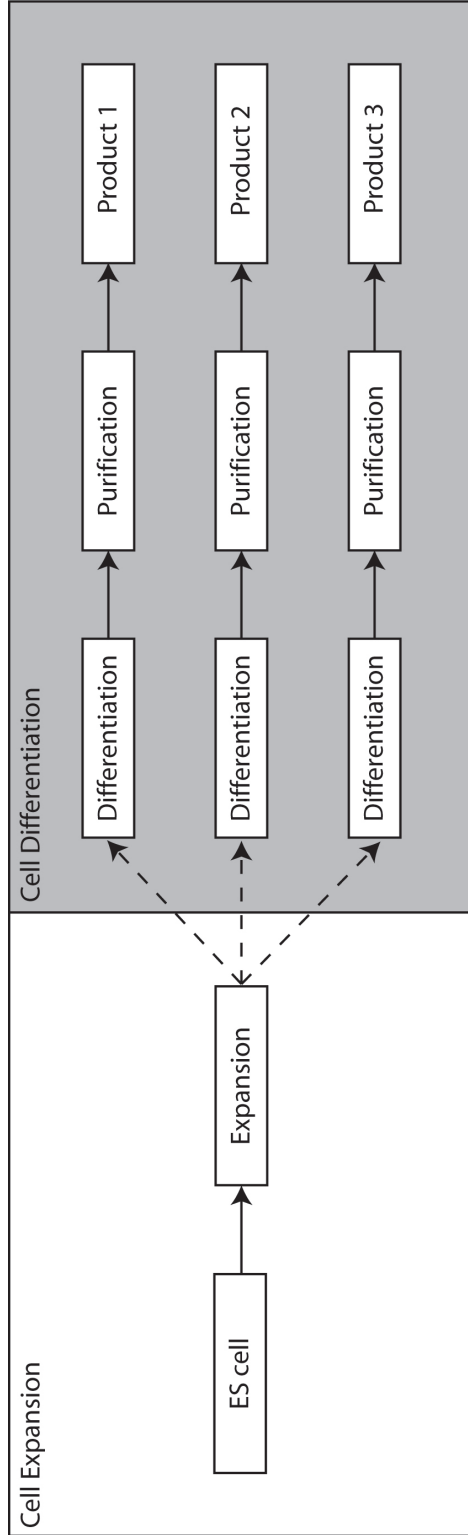 Cell Expansion
ES cell
Expansion
Cell Differentiation
Differentiation
Purification
Product 1
Differentiation
Purification
Product 2
Differentiation
Purification
Product 3